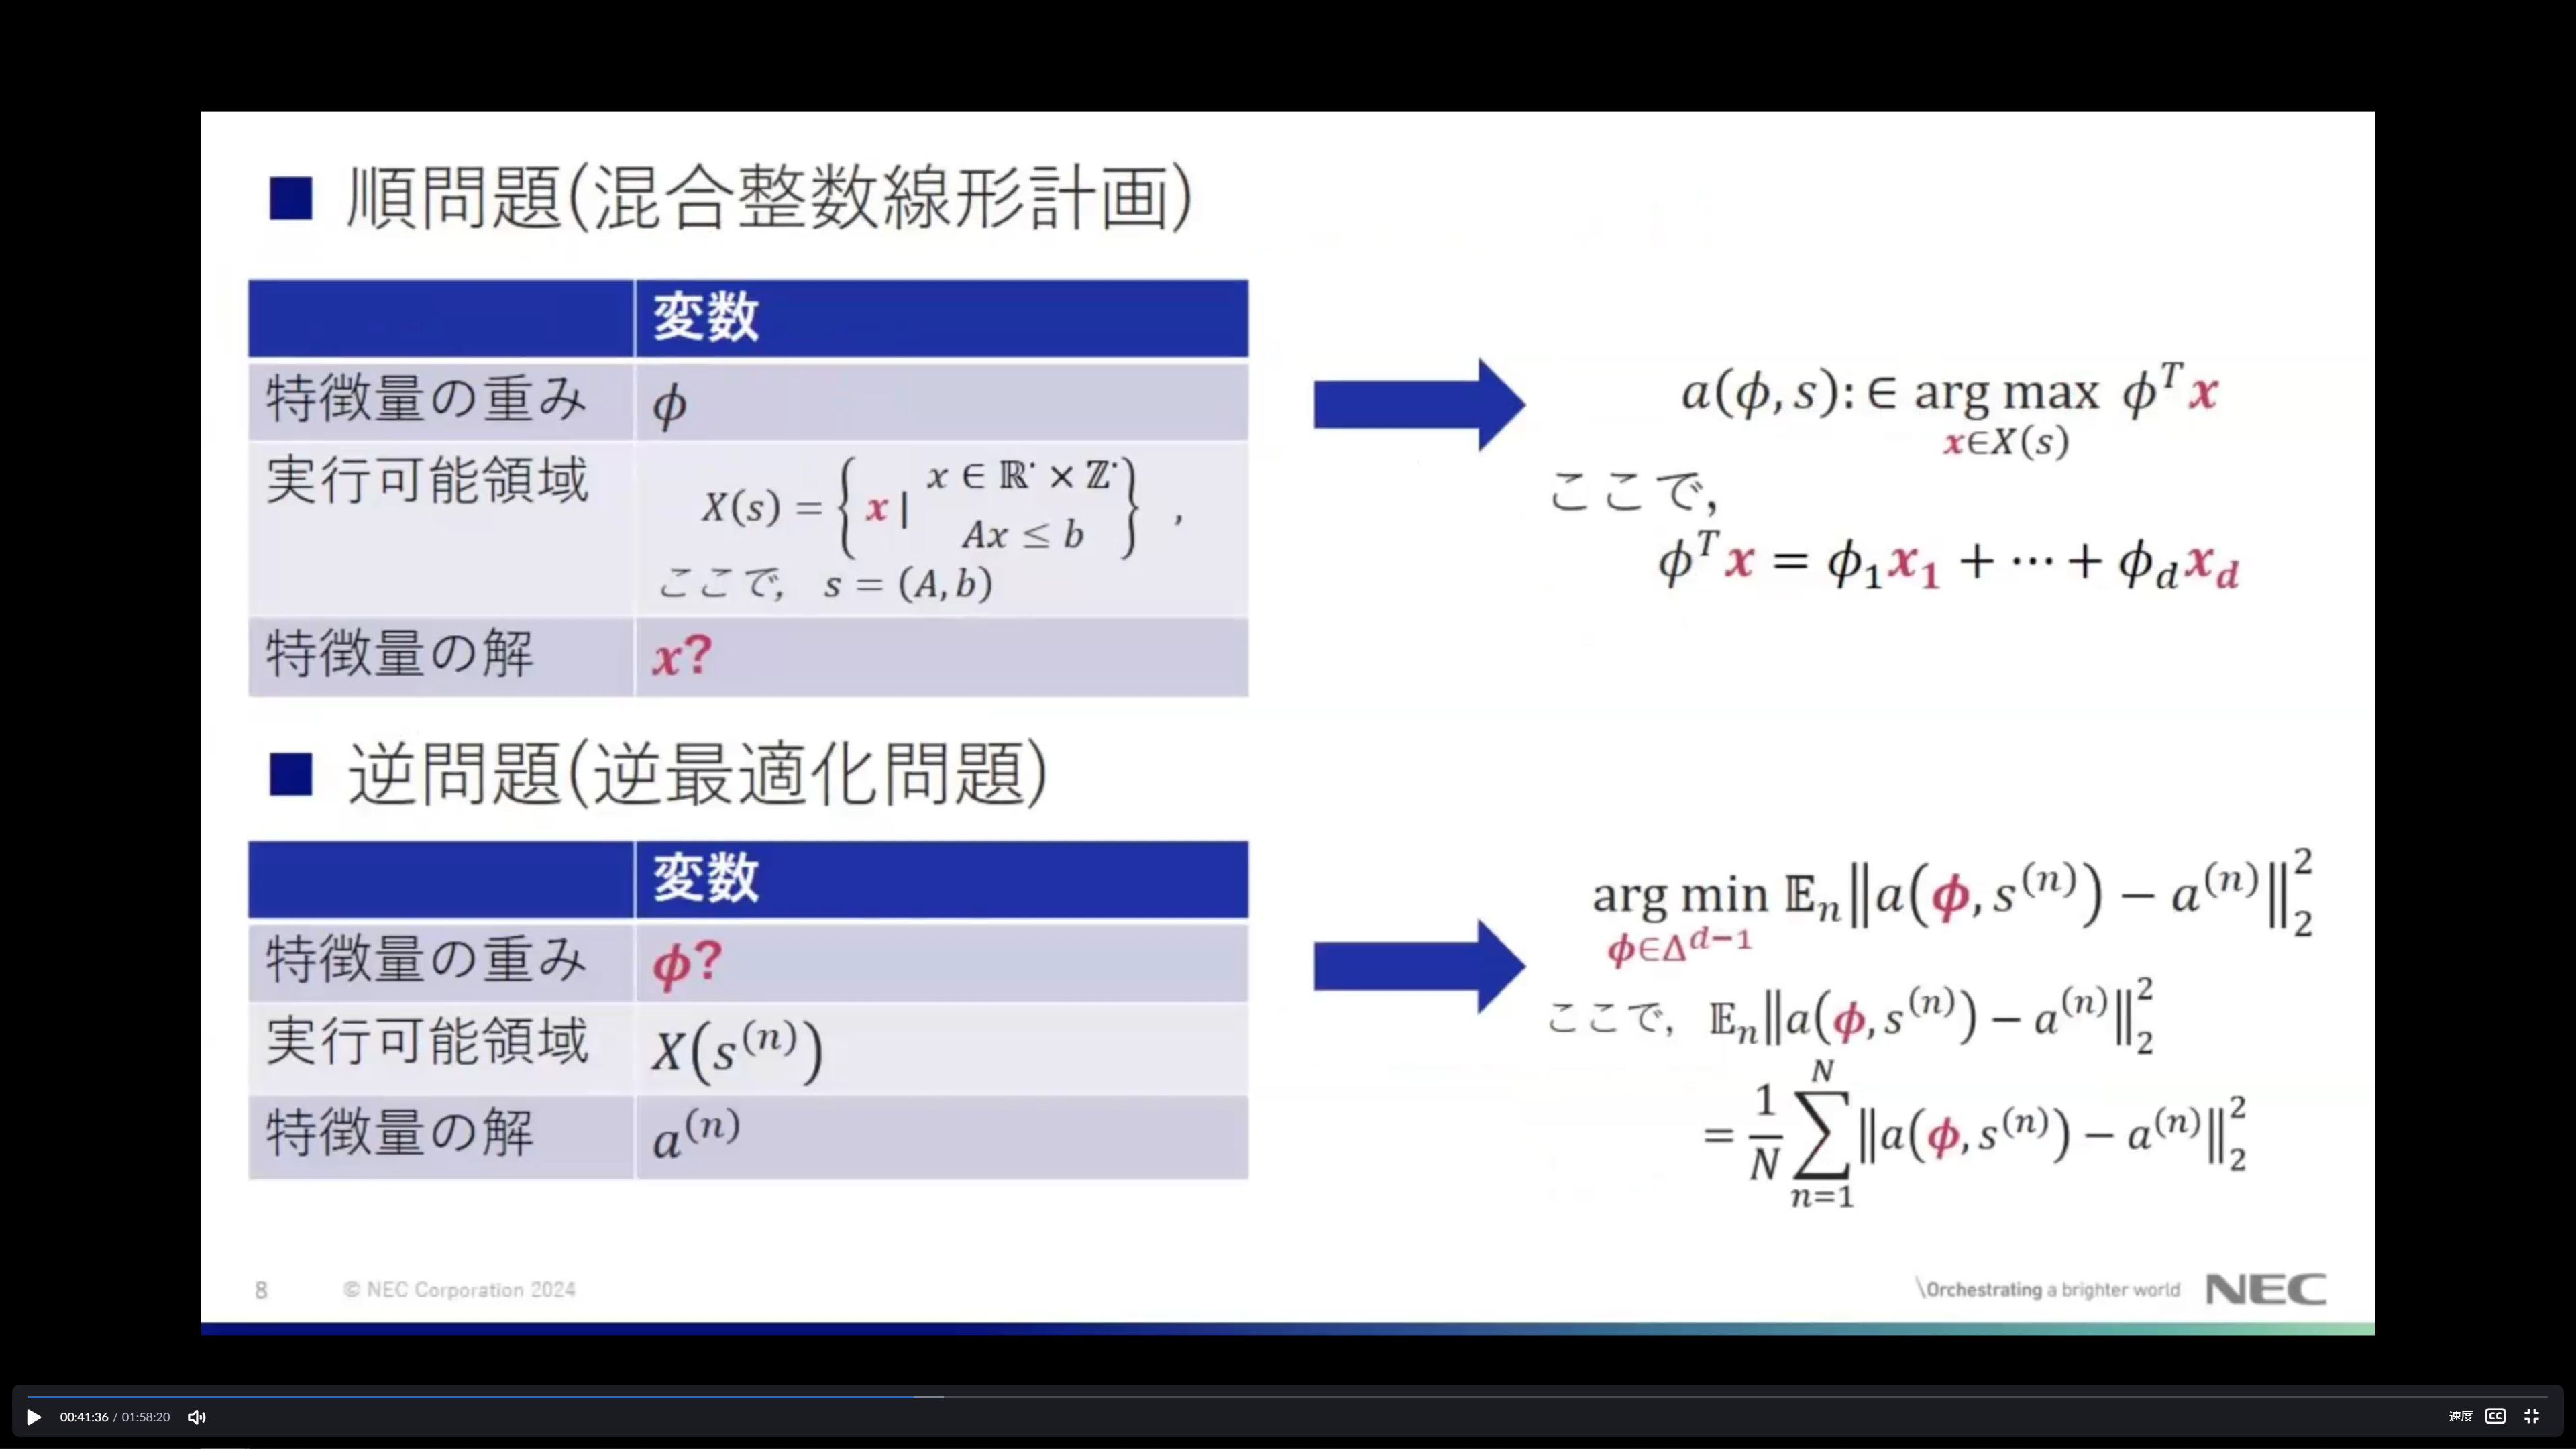 ■ 順問題(混合整数線形計画)
変数
特徴量の重み ϕ
実行可能領域 X(s) = { x | x ∈ ℝ˙ × ℤ˙ Ax ≤ b } ,
ここで, s = (A, b)
特徴量の解 x?
a(ϕ, s):∈ arg max ϕᵀx
x∈X(s)
ここで,
ϕᵀx = ϕ₁x₁ + ⋯ + ϕ_d x_d
■ 逆問題(逆最適化問題)
変数
特徴量の重み ϕ?
実行可能領域 X(s⁽ⁿ⁾)
特徴量の解 a⁽ⁿ⁾
arg min 𝔼ₙ‖a(ϕ, s⁽ⁿ⁾) − a⁽ⁿ⁾‖₂²
ϕ∈Δᵈ⁻¹
ここで, 𝔼ₙ‖a(ϕ, s⁽ⁿ⁾) − a⁽ⁿ⁾‖₂²
= 1/N ∑ₙ₌₁ᴺ ‖a(ϕ, s⁽ⁿ⁾) − a⁽ⁿ⁾‖₂²
8 © NEC Corporation 2024 \Orchestrating a brighter world NEC
00:41:36 / 01:58:20 速度 CC